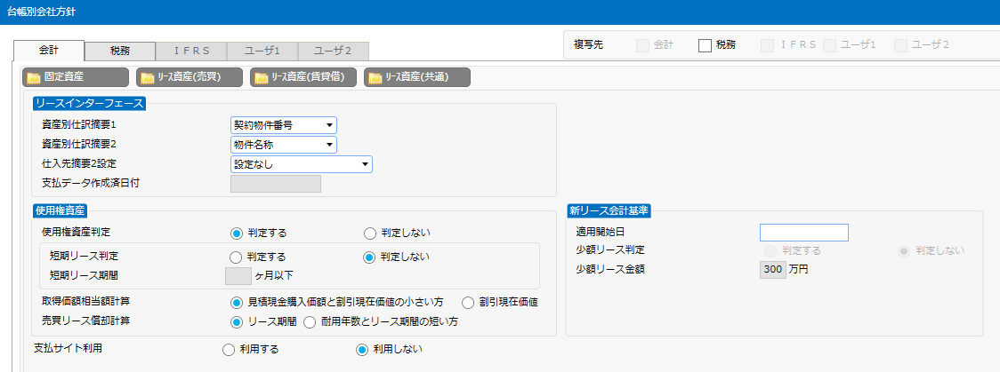 台帳別会社方針
会計 税務 ＩＦＲＳ ユーザ1 ユーザ２
複写先 会計 税務 ＩＦＲＳ ユーザ1 ユーザ２
固定資産 ﾘｰｽ資産(売買) ﾘｰｽ資産(賃貸借) ﾘｰｽ資産(共通)
リースインターフェース
資産別仕訳摘要1 契約物件番号
資産別仕訳摘要2 物件名称
仕入先摘要2設定 設定なし
支払データ作成済日付
使用権資産
使用権資産判定 判定する 判定しない
短期リース判定 判定する 判定しない
短期リース期間 ヶ月以下
取得価額相当額計算 見積現金購入価額と割引現在価値の小さい方 割引現在価値
売買リース償却計算 リース期間 耐用年数とリース期間の短い方
支払サイト利用 利用する 利用しない
新リース会計基準
適用開始日
少額リース判定 判定する 判定しない
少額リース金額 300 万円